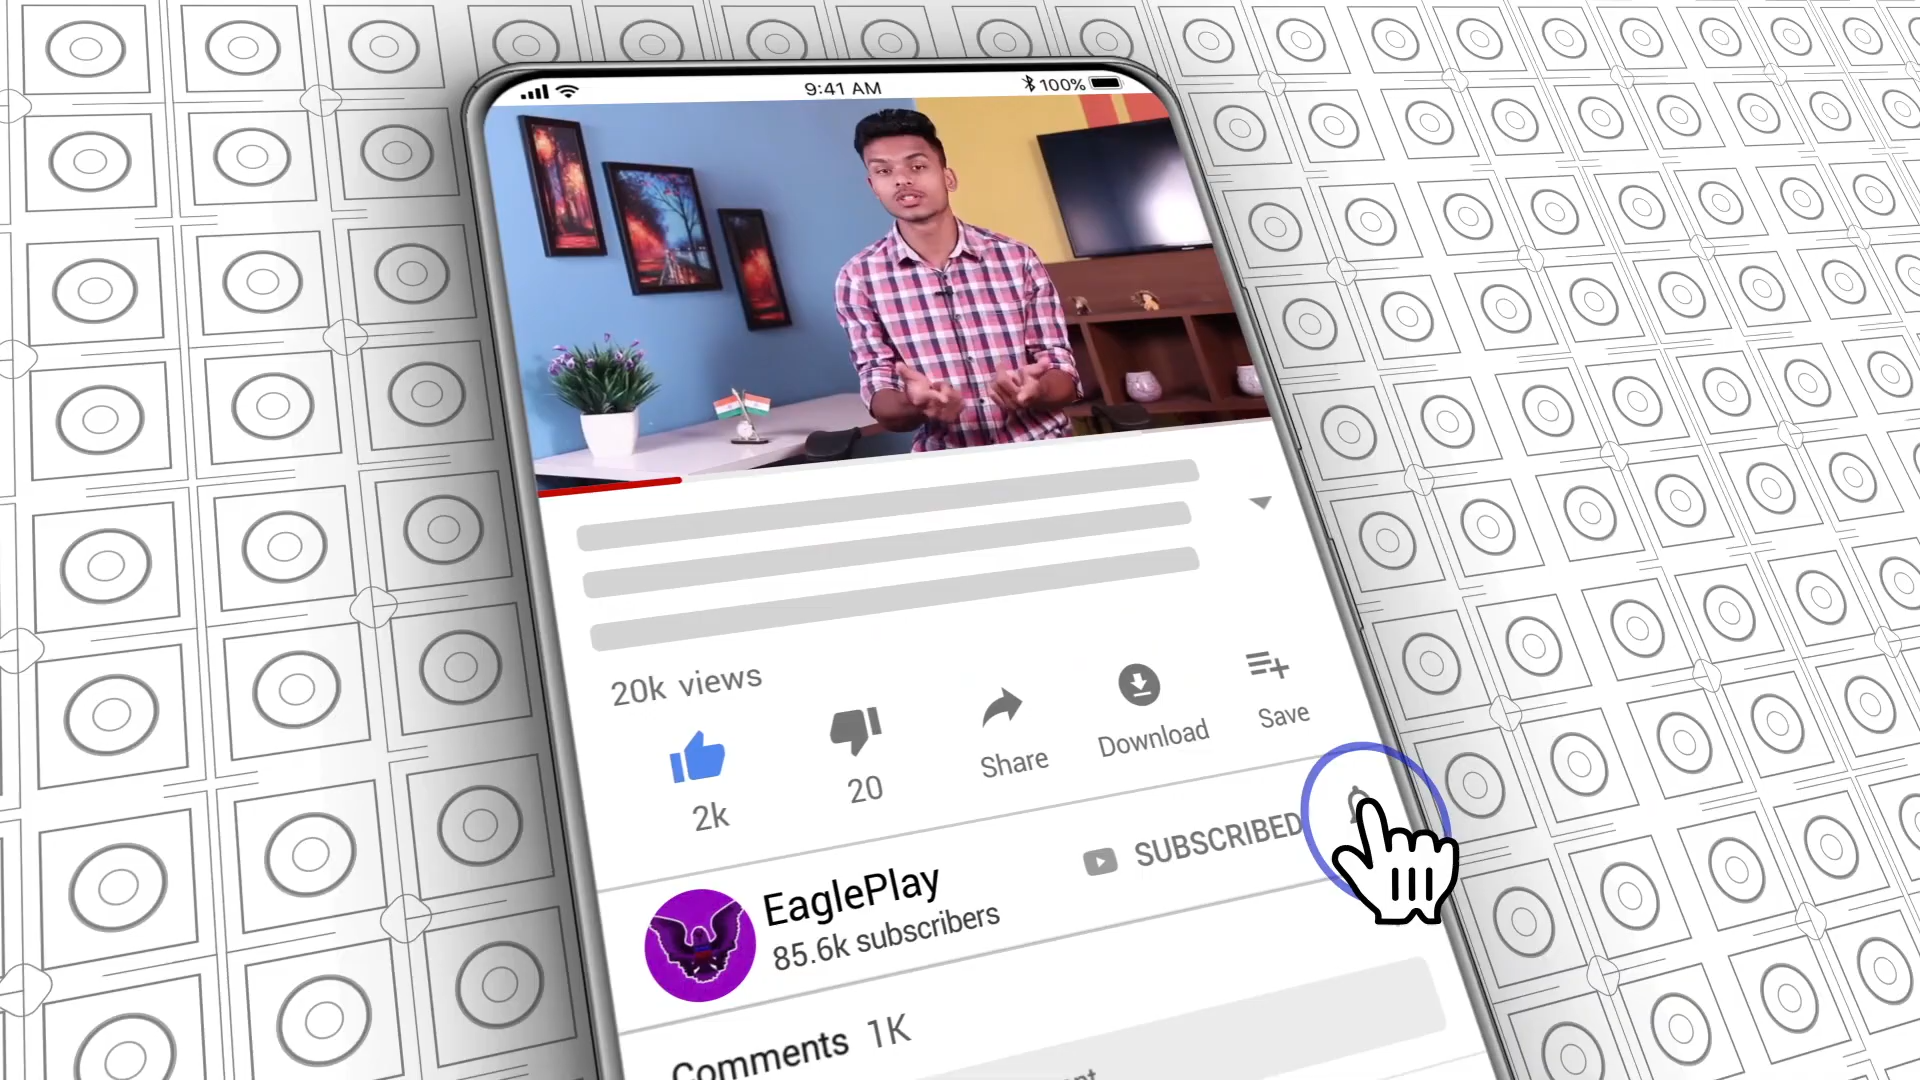 9:41 AM
100%
20k views
2k
20
Share
Download
Save
EaglePlay
85.6k subscribers
SUBSCRIBED
Comments 1K